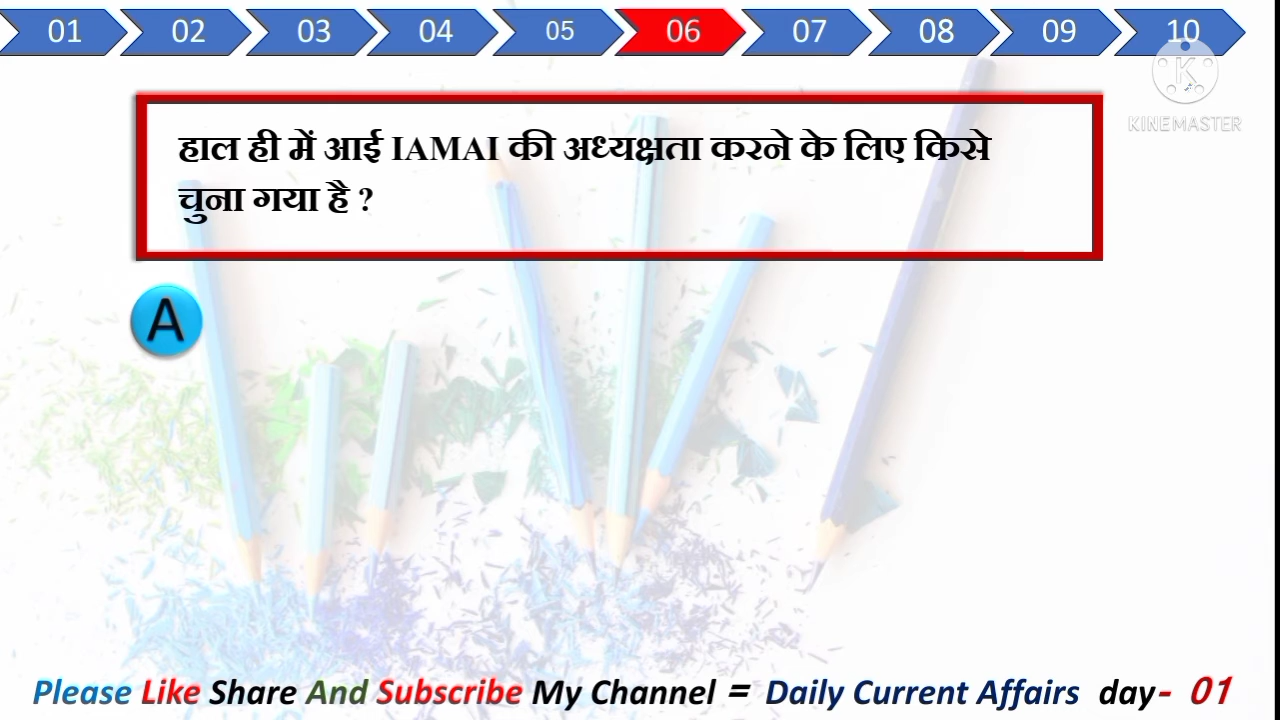 01 02 03 04 05 06 07 08 09 10
K
KINEMASTER
हाल ही में आई IAMAI की अध्यक्षता करने के लिए किसे
चुना गया है ?
A
Please Like Share And Subscribe My Channel = Daily Current Affairs day- 01